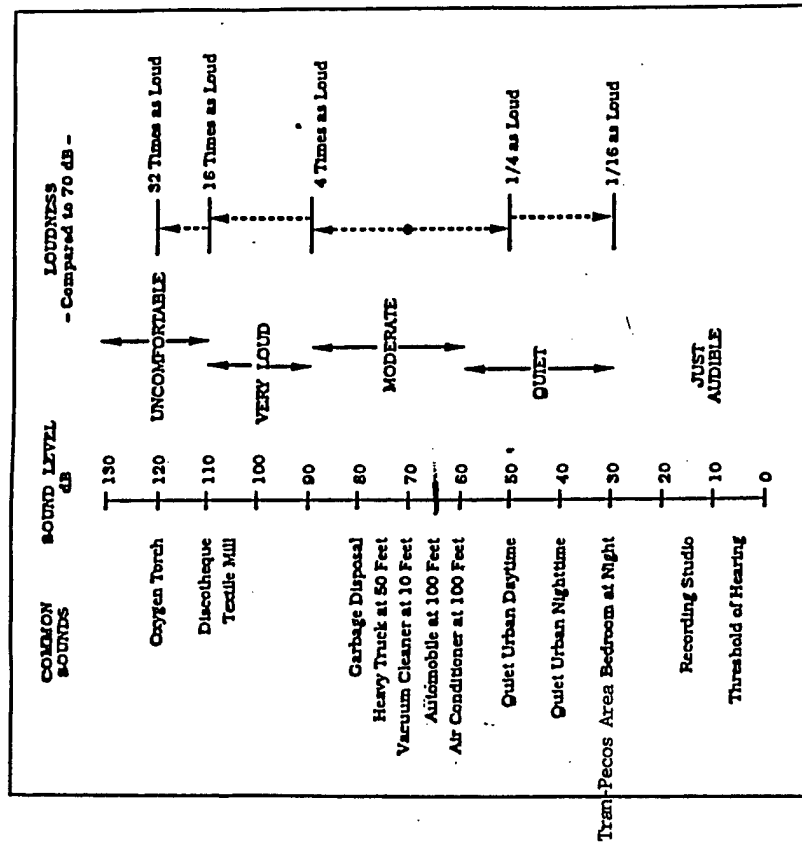 COMMON
SOUNDS
SOUND LEVEL
dB
LOUDNESS
- Compared to 70 dB -
130
Oxygen Torch
120
UNCOMFORTABLE
32 Times as Loud
Discotheque
110
16 Times as Loud
Textile Mill
100
VERY LOUD
90
4 Times as Loud
Garbage Disposal
80
Heavy Truck at 50 Feet
MODERATE
Vacuum Cleaner at 10 Feet
70
Automobile at 100 Feet
Air Conditioner at 100 Feet
60
Quiet Urban Daytime
50
1/4 as Loud
QUIET
Quiet Urban Nighttime
40
Tran-Pecos Area Bedroom at Night
30
1/16 as Loud
20
Recording Studio
JUST
AUDIBLE
10
Threshold of Hearing
0